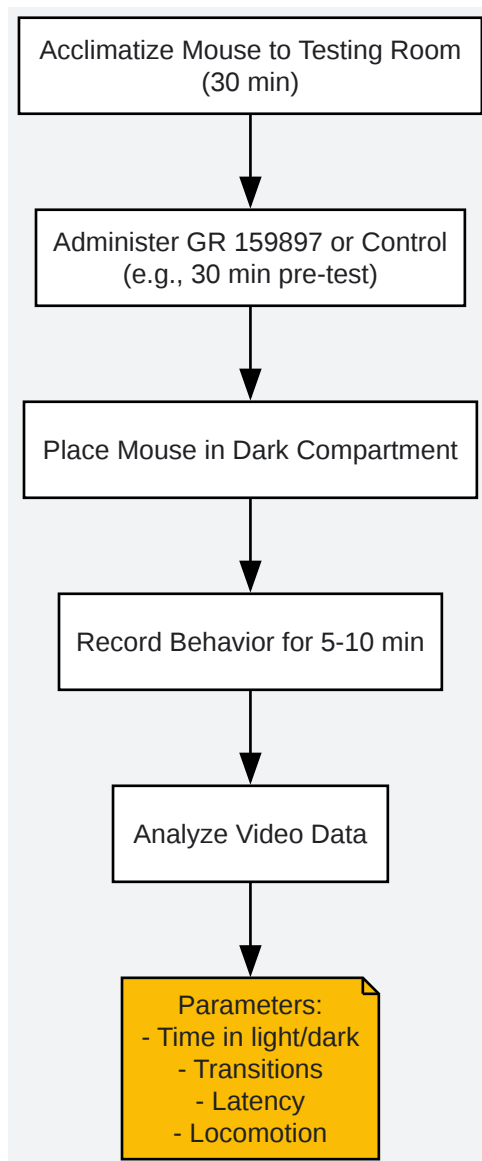 Acclimatize Mouse to Testing Room
(30 min)
Administer GR 159897 or Control
(e.g., 30 min pre-test)
Place Mouse in Dark Compartment
Record Behavior for 5-10 min
Analyze Video Data
Parameters:
- Time in light/dark
- Transitions
- Latency
- Locomotion